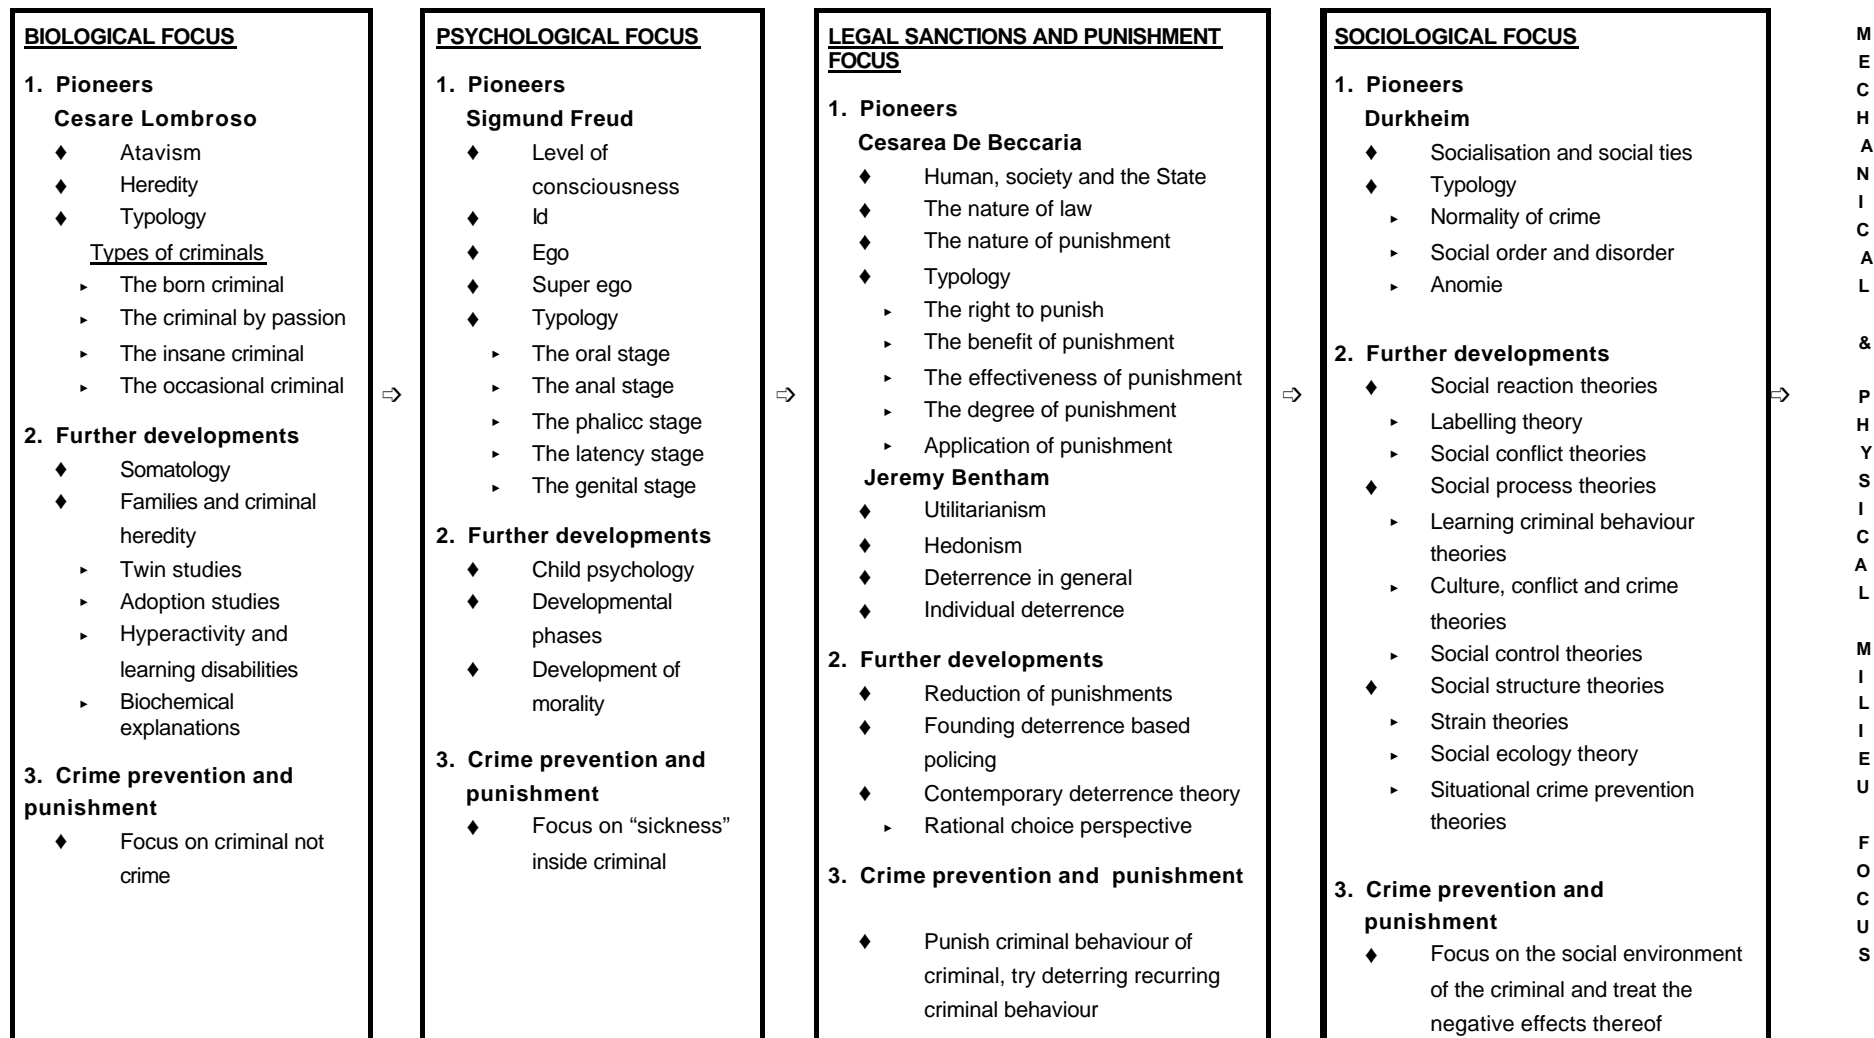 BIOLOGICAL FOCUS
1. Pioneers
Cesare Lombroso
♦ Atavism
♦ Heredity
♦ Typology
Types of criminals
► The born criminal
► The criminal by passion
► The insane criminal
► The occasional criminal
2. Further developments
♦ Somatology
♦ Families and criminal
heredity
► Twin studies
► Adoption studies
► Hyperactivity and
learning disabilities
► Biochemical
explanations
3. Crime prevention and
punishment
♦ Focus on criminal not
crime
➩
PSYCHOLOGICAL FOCUS
1. Pioneers
Sigmund Freud
♦ Level of
consciousness
♦ Id
♦ Ego
♦ Super ego
♦ Typology
► The oral stage
► The anal stage
► The phalicc stage
► The latency stage
► The genital stage
2. Further developments
♦ Child psychology
♦ Developmental
phases
♦ Development of
morality
3. Crime prevention and
punishment
♦ Focus on “sickness”
inside criminal
➩
LEGAL SANCTIONS AND PUNISHMENT
FOCUS
1. Pioneers
Cesarea De Beccaria
♦ Human, society and the State
♦ The nature of law
♦ The nature of punishment
♦ Typology
► The right to punish
► The benefit of punishment
► The effectiveness of punishment
► The degree of punishment
► Application of punishment
Jeremy Bentham
♦ Utilitarianism
♦ Hedonism
♦ Deterrence in general
♦ Individual deterrence
2. Further developments
♦ Reduction of punishments
♦ Founding deterrence based
policing
♦ Contemporary deterrence theory
► Rational choice perspective
3. Crime prevention and punishment
♦ Punish criminal behaviour of
criminal, try deterring recurring
criminal behaviour
➩
SOCIOLOGICAL FOCUS
1. Pioneers
Durkheim
♦ Socialisation and social ties
♦ Typology
► Normality of crime
► Social order and disorder
► Anomie
2. Further developments
♦ Social reaction theories
► Labelling theory
► Social conflict theories
♦ Social process theories
► Learning criminal behaviour
theories
► Culture, conflict and crime
theories
► Social control theories
♦ Social structure theories
► Strain theories
► Social ecology theory
► Situational crime prevention
theories
3. Crime prevention and
punishment
♦ Focus on the social environment
of the criminal and treat the
negative effects thereof
➩
M
E
C
H
A
N
I
C
A
L
&
P
H
Y
S
I
C
A
L
M
I
L
I
E
U
F
O
C
U
S